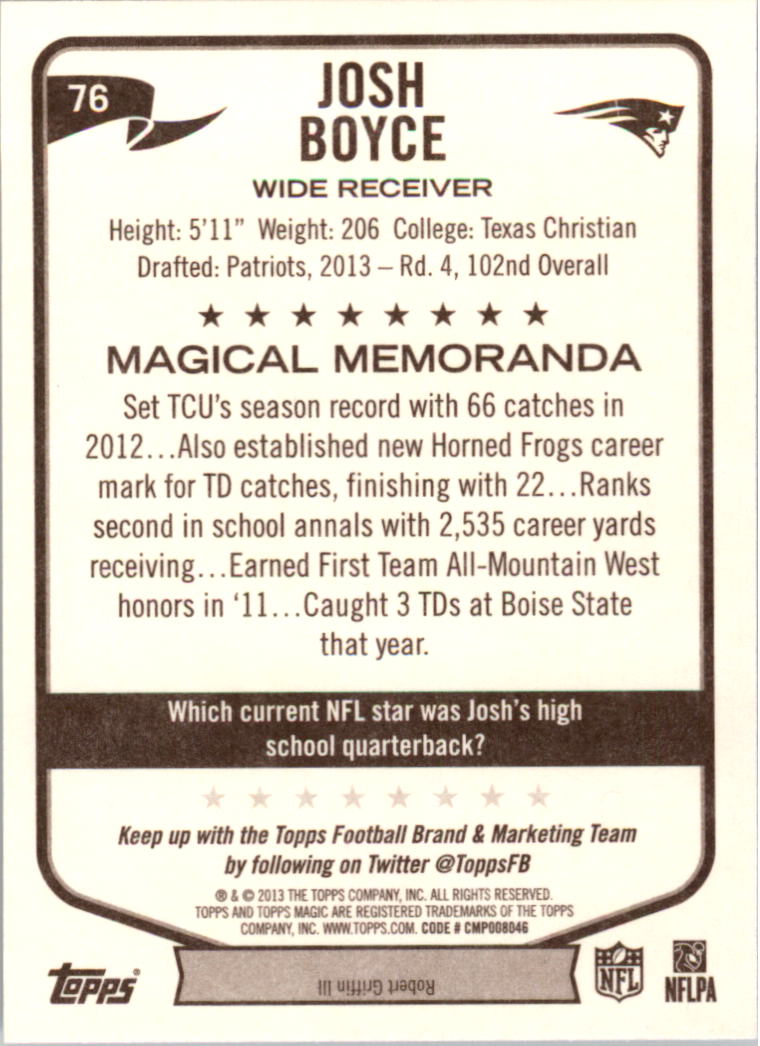 76
JOSH
BOYCE
WIDE RECEIVER
Height: 5'11” Weight: 206 College: Texas Christian
Drafted: Patriots, 2013 – Rd. 4, 102nd Overall
★ ★ ★ ★ ★ ★ ★ ★
MAGICAL MEMORANDA
Set TCU's season record with 66 catches in
2012...Also established new Horned Frogs career
mark for TD catches, finishing with 22...Ranks
second in school annals with 2,535 career yards
receiving...Earned First Team All-Mountain West
honors in ‘11...Caught 3 TDs at Boise State
that year.
Which current NFL star was Josh's high
school quarterback?
★ ★ ★ ★ ★ ★ ★ ★
Keep up with the Topps Football Brand & Marketing Team
by following on Twitter @ToppsFB
® & © 2013 THE TOPPS COMPANY, INC. ALL RIGHTS RESERVED.
TOPPS AND TOPPS MAGIC ARE REGISTERED TRADEMARKS OF THE TOPPS
COMPANY, INC. WWW.TOPPS.COM. CODE # CMP008046
topps®
Robert Griffin III
NFL
NFLPA